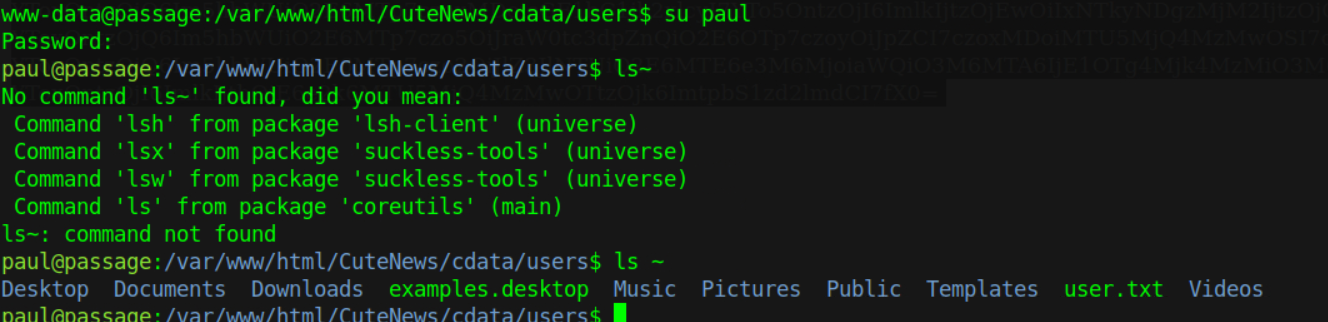 www-data@passage:/var/www/html/CuteNews/cdata/users$ su paul
Password:
paul@passage:/var/www/html/CuteNews/cdata/users$ ls~
No command 'ls~' found, did you mean:
 Command 'lsh' from package 'lsh-client' (universe)
 Command 'lsx' from package 'suckless-tools' (universe)
 Command 'lsw' from package 'suckless-tools' (universe)
 Command 'ls' from package 'coreutils' (main)
ls~: command not found
paul@passage:/var/www/html/CuteNews/cdata/users$ ls ~
Desktop  Documents  Downloads  examples.desktop  Music  Pictures  Public  Templates  user.txt  Videos
paul@passage:/var/www/html/CuteNews/cdata/users$